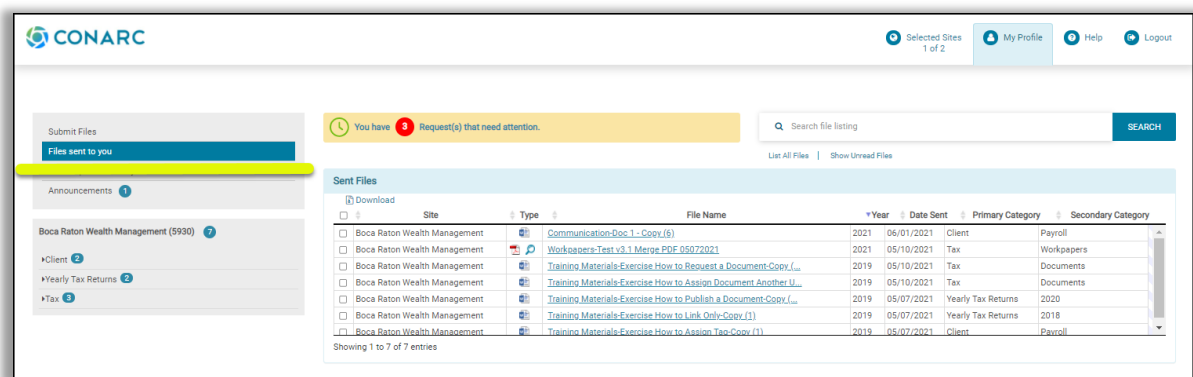 CONARC
Selected Sites
1 of 2
My Profile
Help
Logout
Submit Files
Files sent to you
Announcements 1
Boca Raton Wealth Management (5930) 7
Client 2
Yearly Tax Returns 2
Tax 3
You have 3 Request(s) that need attention.
Search file listing
SEARCH
List All Files | Show Unread Files
Sent Files
Download
Site Type File Name Year Date Sent Primary Category Secondary Category
Boca Raton Wealth Management Communication-Doc 1 - Copy (6) 2021 06/01/2021 Client Payroll
Boca Raton Wealth Management Workpapers-Test v3.1 Merge PDF 05072021 2021 05/10/2021 Tax Workpapers
Boca Raton Wealth Management Training Materials-Exercise How to Request a Document-Copy (... 2019 05/10/2021 Tax Documents
Boca Raton Wealth Management Training Materials-Exercise How to Assign Document Another U... 2019 05/10/2021 Tax Documents
Boca Raton Wealth Management Training Materials-Exercise How to Publish a Document-Copy (... 2019 05/07/2021 Yearly Tax Returns 2020
Boca Raton Wealth Management Training Materials-Exercise How to Link Only-Copy (1) 2019 05/07/2021 Yearly Tax Returns 2018
Boca Raton Wealth Management Training Materials-Exercise How to Assign Tag-Copy (1) 2019 05/07/2021 Client Payroll
Showing 1 to 7 of 7 entries